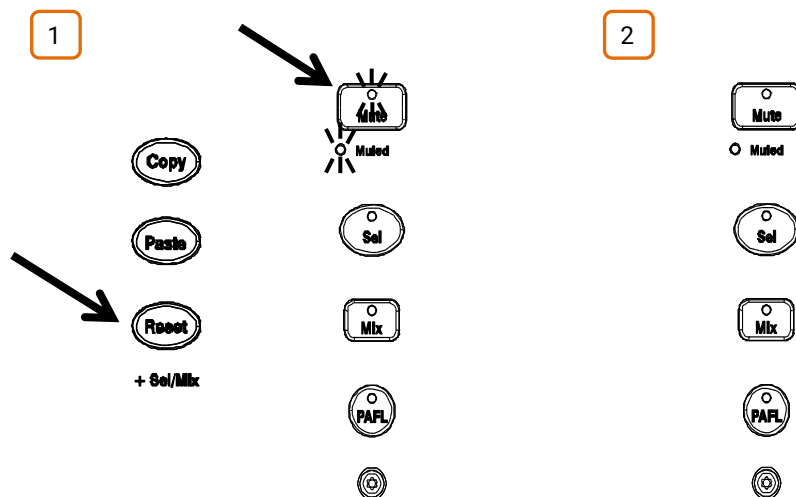 1
2
Mute
Mute
Muted
Muted
Copy
Sel
Sel
Paste
Reset
Mix
Mix
+ Sel/Mix
PAFL
PAFL